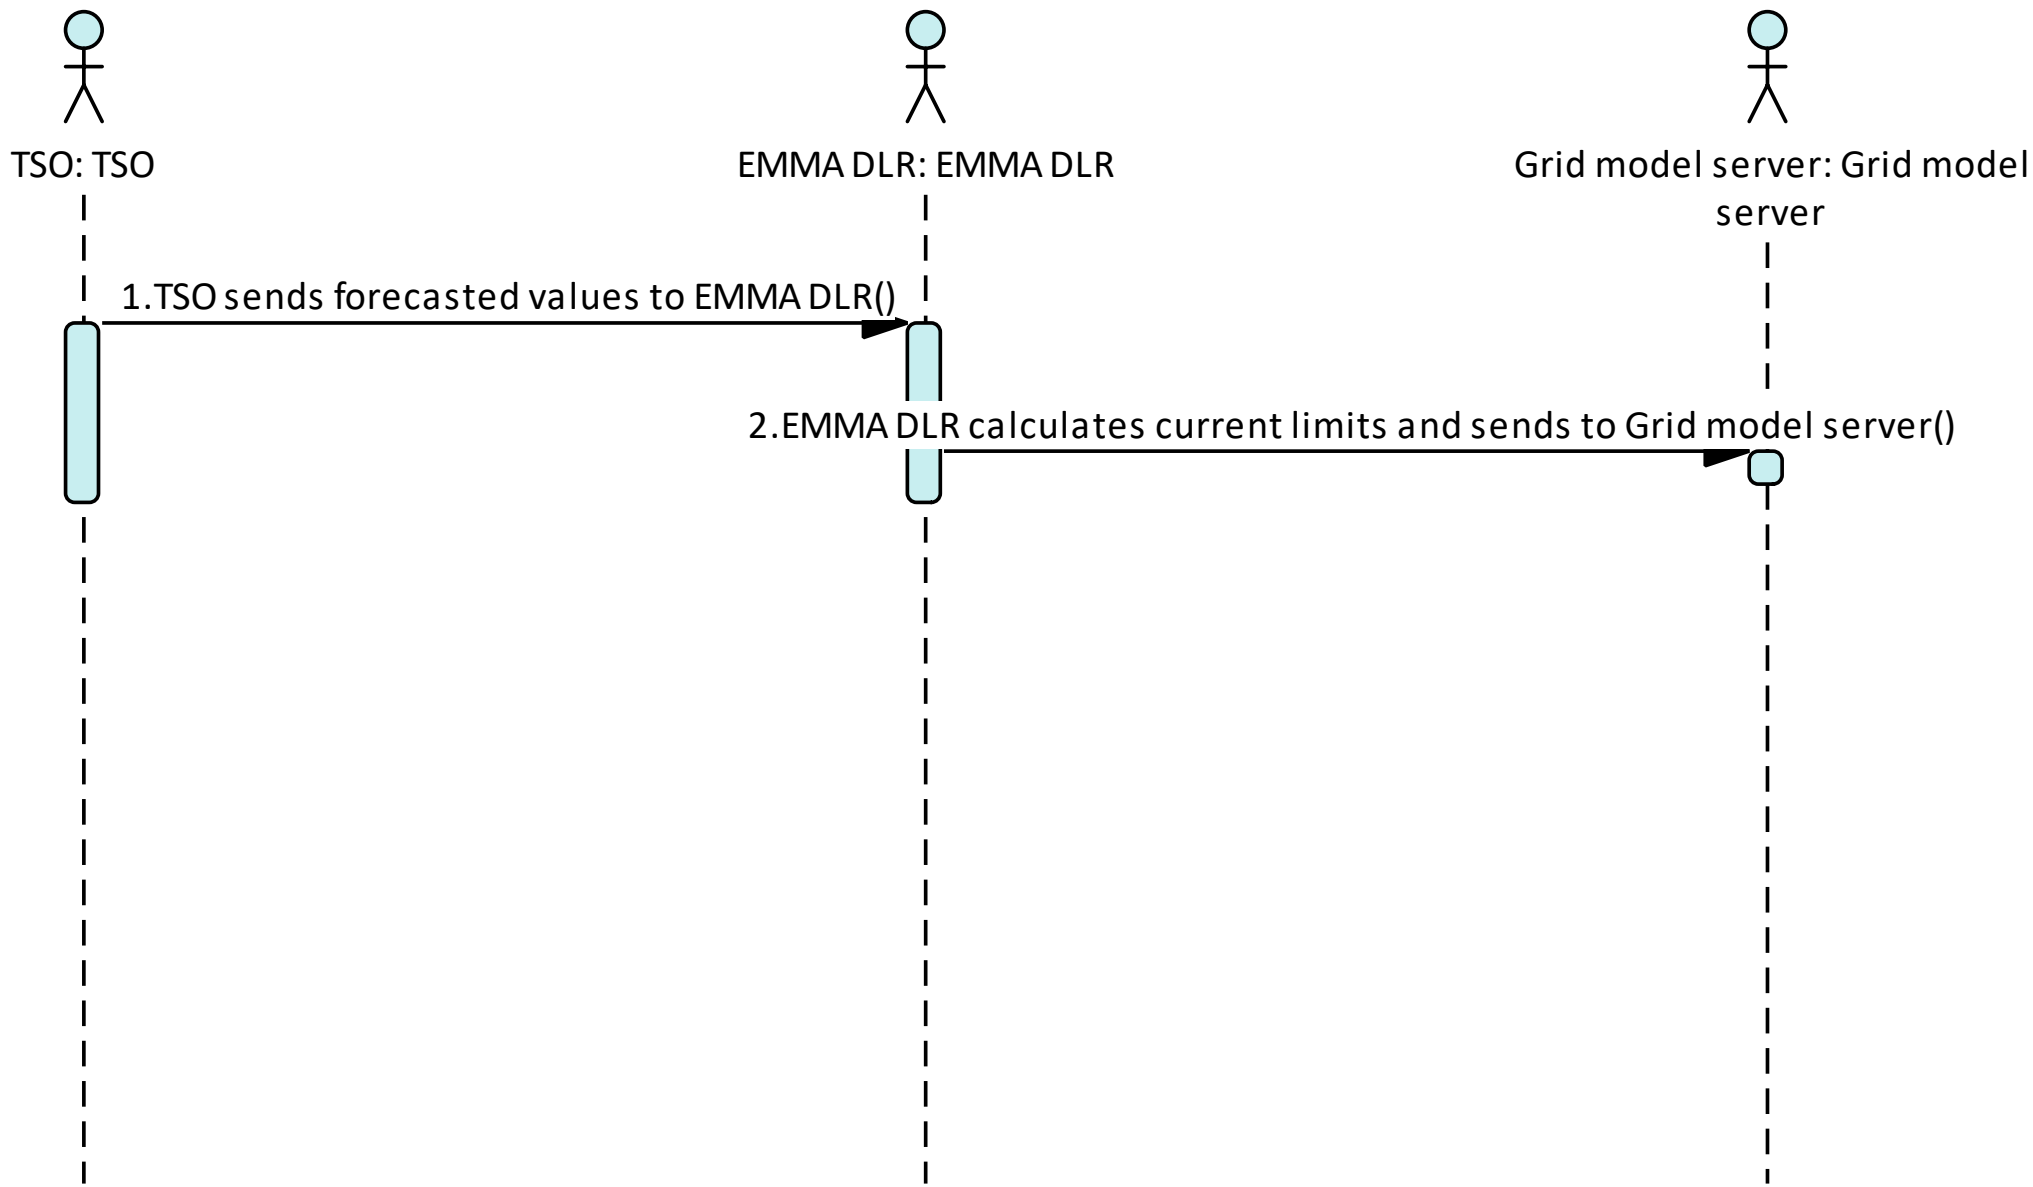 TSO: TSO
EMMA DLR: EMMA DLR
Grid model server: Grid model
server
1.TSO sends forecasted values to EMMA DLR()
2.EMMA DLR calculates current limits and sends to Grid model server()